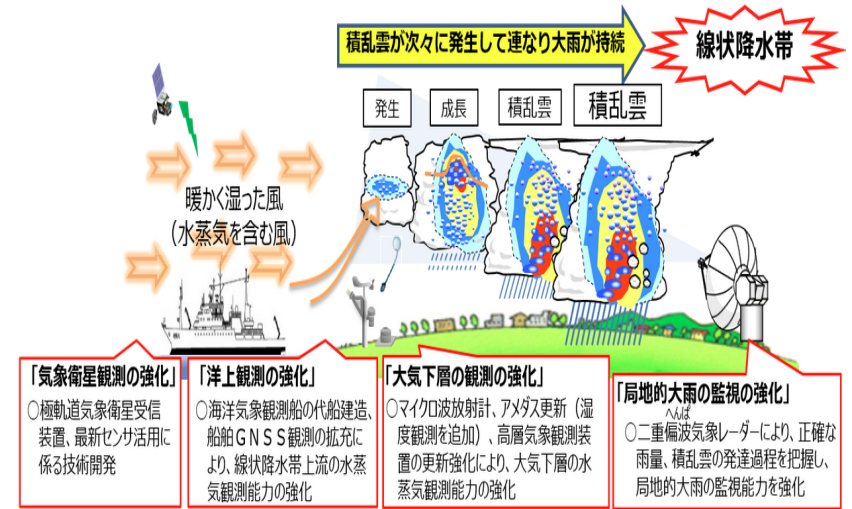 積乱雲が次々に発生して連なり大雨が持続
線状降水帯
発生
成長
積乱雲
積乱雲
暖かく湿った風
（水蒸気を含む風）
「気象衛星観測の強化」
○極軌道気象衛星受信
装置、最新センサ活用に
係る技術開発
「洋上観測の強化」
○海洋気象観測船の代船建造、
船舶ＧＮＳＳ観測の拡充に
より、線状降水帯上流の水蒸
気観測能力の強化
「大気下層の観測の強化」
○マイクロ波放射計、アメダス更新（湿
度観測を追加）、高層気象観測装
置の更新強化により、大気下層の水
蒸気観測能力の強化
「局地的大雨の監視の強化」
へんぱ
○二重偏波気象レーダーにより、正確な
雨量、積乱雲の発達過程を把握し、
局地的大雨の監視能力を強化